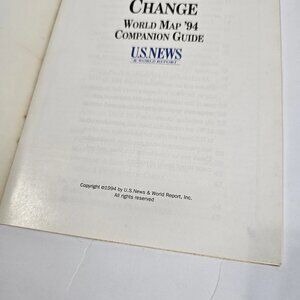 CHANGE
WORLD MAP '94
COMPANION GUIDE
U.S.NEWS
& WORLD REPORT
Copyright ©1994 by U.S.News & World Report, Inc.
All rights reserved